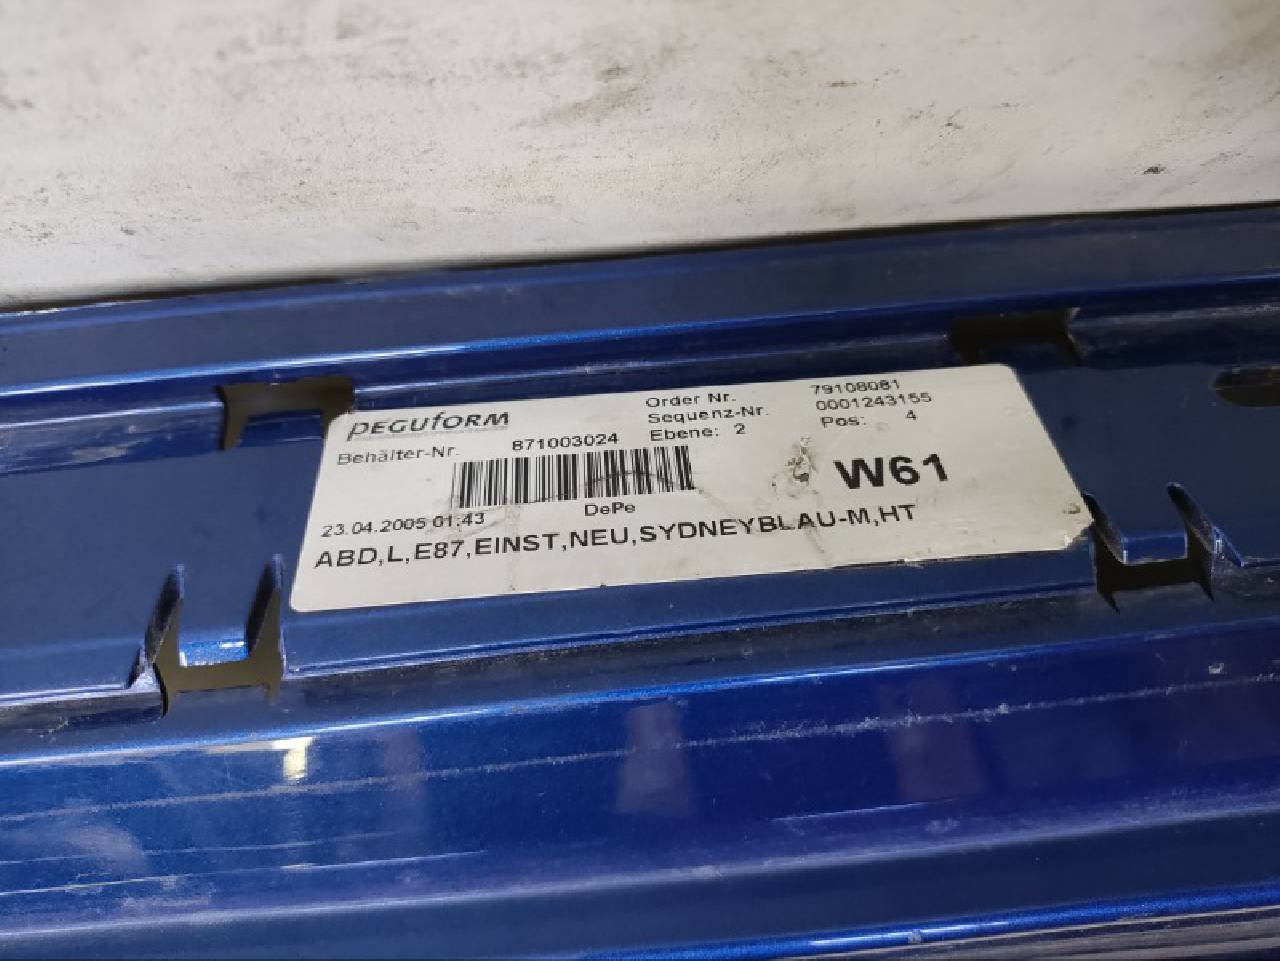 peguform
Order Nr. 79108081
Sequenz-Nr. 0001243155
Behälter-Nr. 871003024 Ebene: 2 Pos: 4
W61
23.04.2005 01:43 DePe
ABD,L,E87,EINST,NEU,SYDNEYBLAU-M,HT